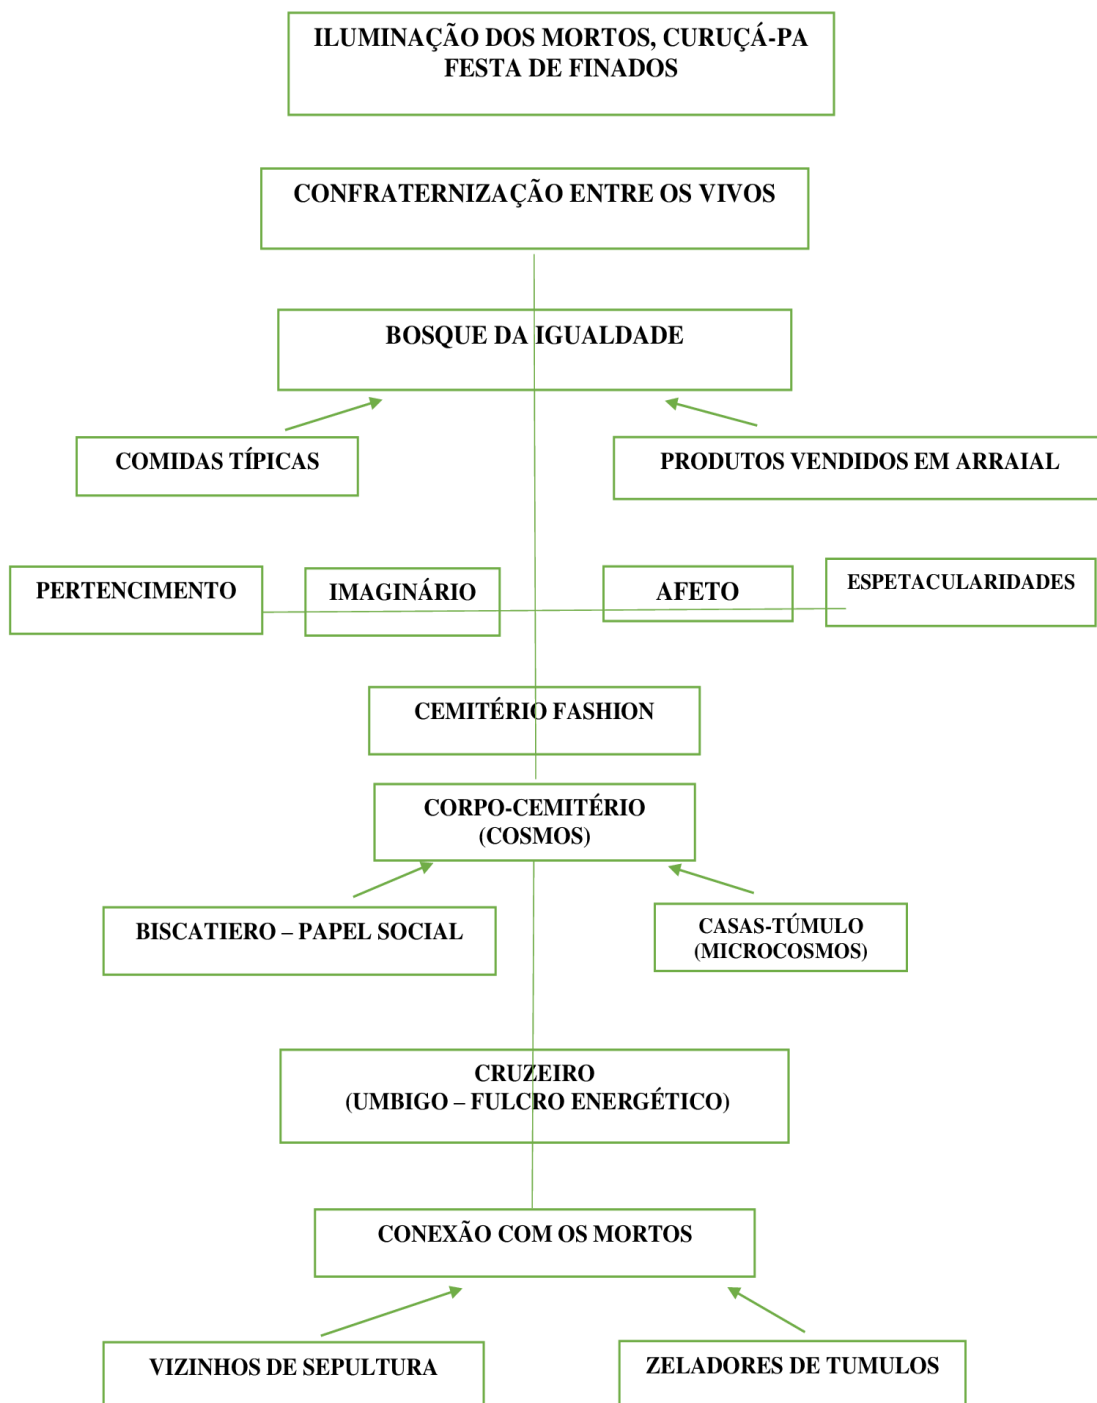 ILUMINAÇÃO DOS MORTOS, CURUÇÁ-PA
FESTA DE FINADOS
CONFRATERNIZAÇÃO ENTRE OS VIVOS
BOSQUE DA IGUALDADE
COMIDAS TÍPICAS
PRODUTOS VENDIDOS EM ARRAIAL
PERTENCIMENTO
IMAGINÁRIO
AFETO
ESPETACULARIDADES
CEMITÉRIO FASHION
CORPO-CEMITÉRIO
(COSMOS)
BISCATIERO – PAPEL SOCIAL
CASAS-TÚMULO
(MICROCOSMOS)
CRUZEIRO
(UMBIGO – FULCRO ENERGÉTICO)
CONEXÃO COM OS MORTOS
VIZINHOS DE SEPULTURA
ZELADORES DE TUMULOS